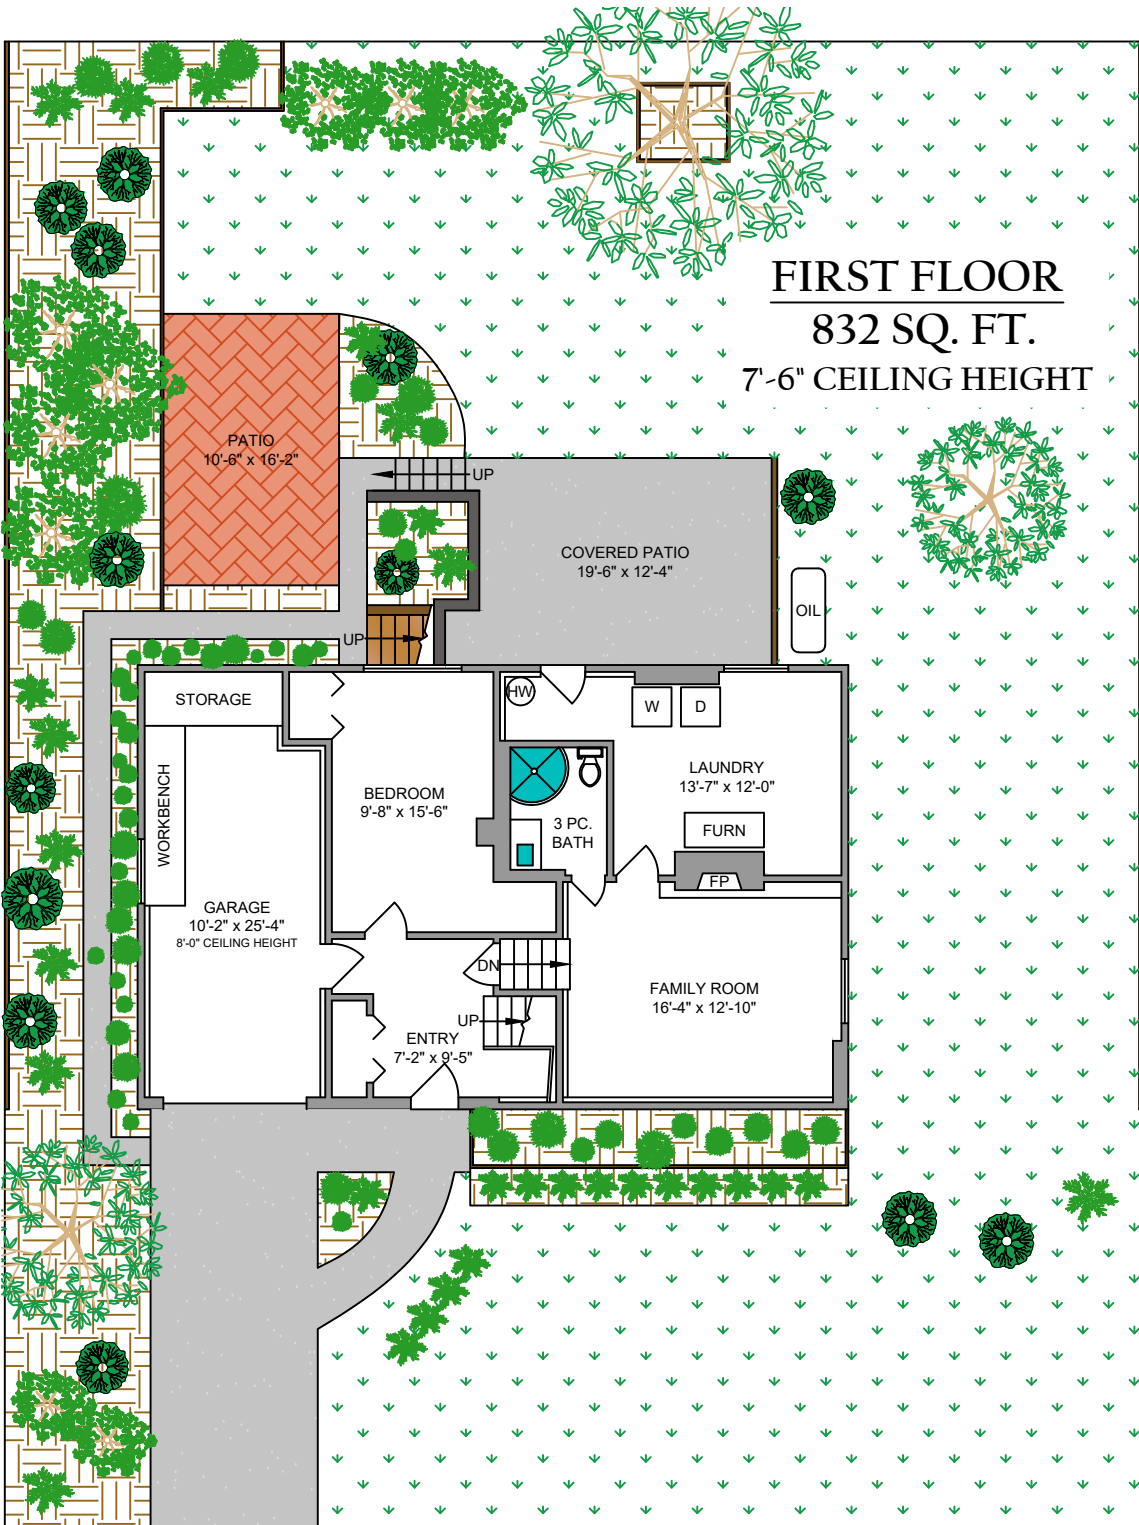 FIRST FLOOR
832 SQ. FT.
7'-6" CEILING HEIGHT
PATIO
10'-6" x 16'-2"
UP
COVERED PATIO
19'-6" x 12'-4"
OIL
UP
STORAGE
HW
W
D
WORKBENCH
BEDROOM
9'-8" x 15'-6"
LAUNDRY
13'-7" x 12'-0"
3 PC.
BATH
FURN
FP
GARAGE
10'-2" x 25'-4"
8'-0" CEILING HEIGHT
DN
FAMILY ROOM
16'-4" x 12'-10"
UP
ENTRY
7'-2" x 9'-5"